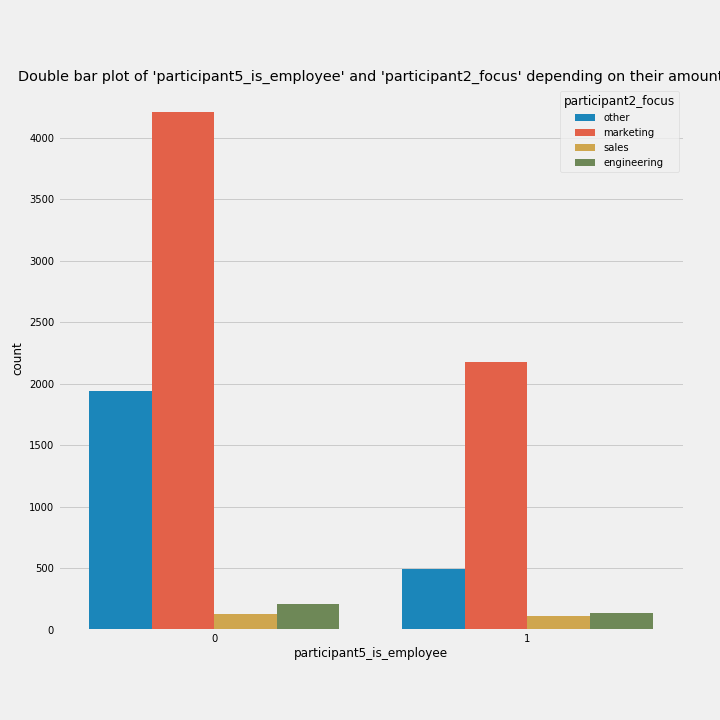 Double bar plot of 'participant5_is_employee' and 'participant2_focus' depending on their amount
participant2_focus
other
marketing
sales
engineering
4000
3500
3000
2500
2000
1500
1000
500
0
count
0 1
participant5_is_employee